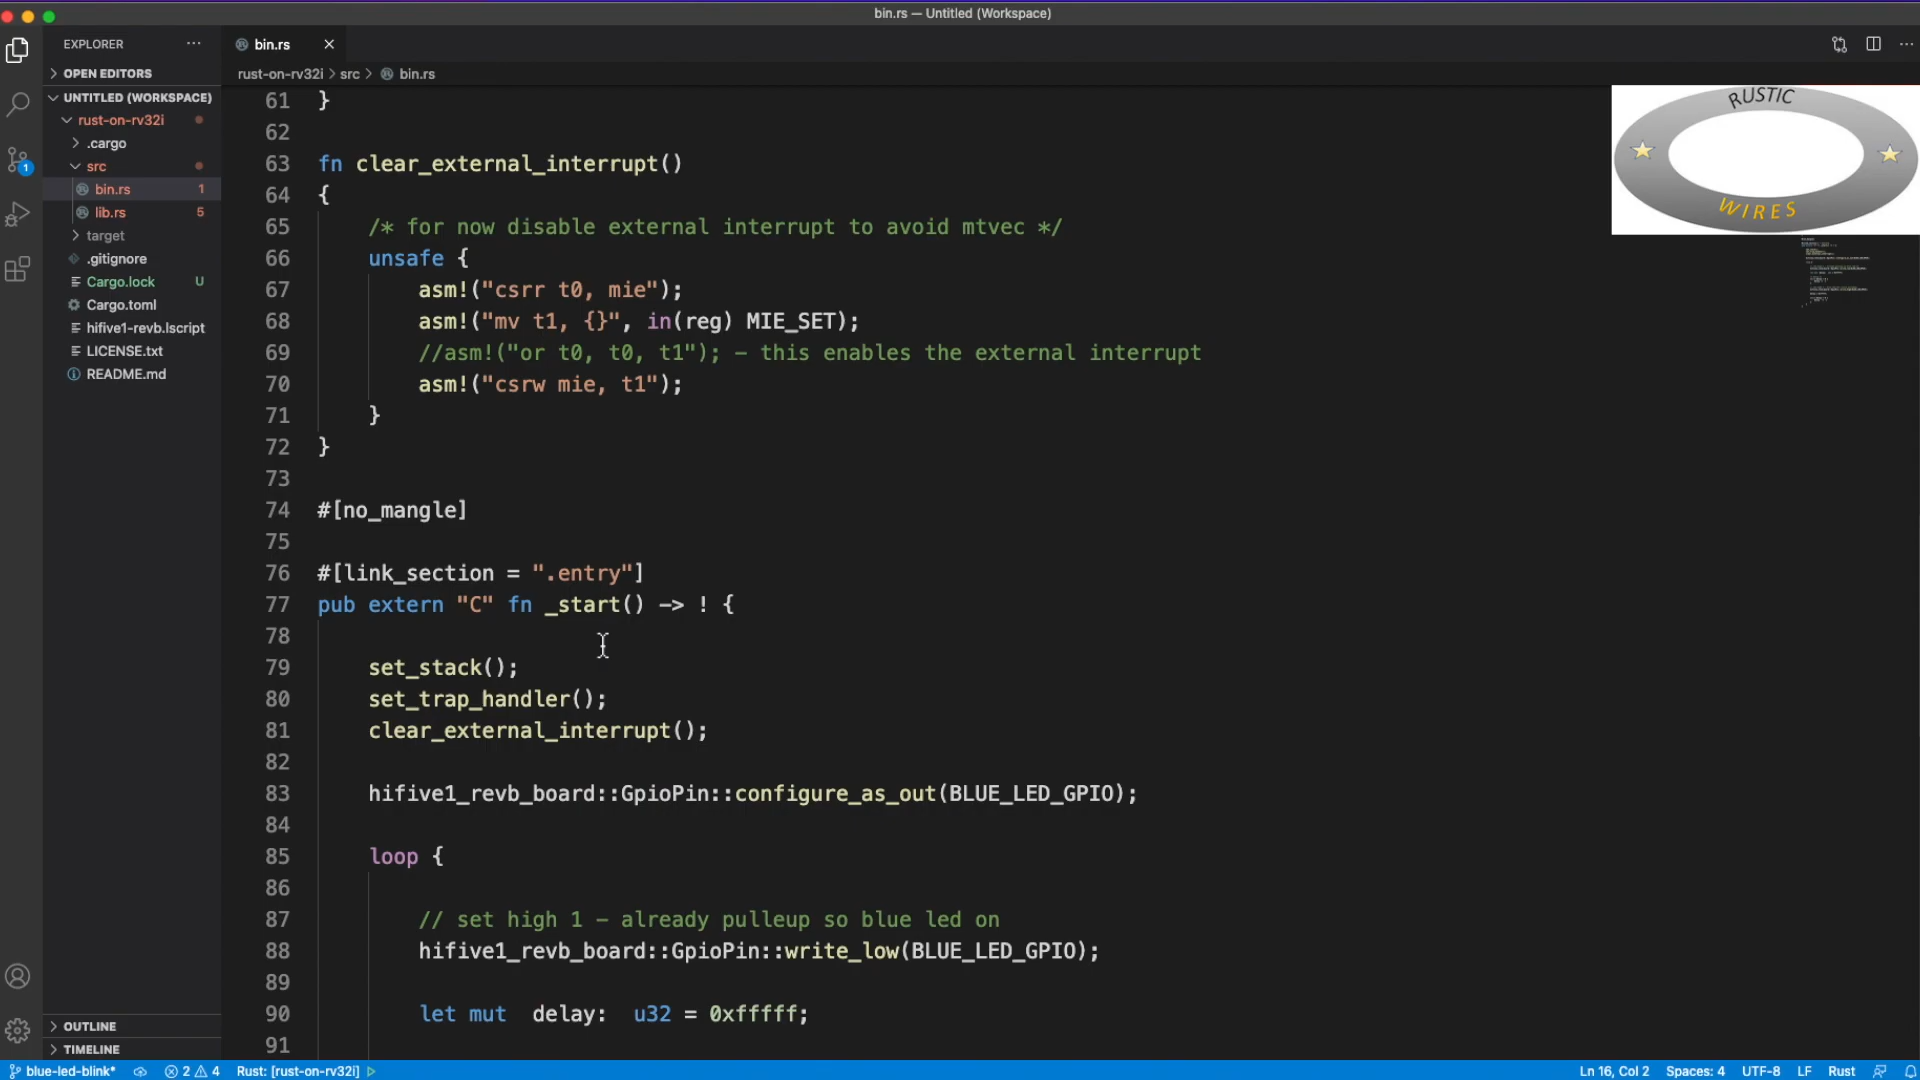 bin.rs — Untitled (Workspace)
EXPLORER ···
bin.rs ×
OPEN EDITORS
rust-on-rv32i > src > bin.rs
UNTITLED (WORKSPACE)
rust-on-rv32i
.cargo
src
bin.rs 1
lib.rs 5
target
.gitignore
Cargo.lock U
Cargo.toml
hifive1-revb.lscript
LICENSE.txt
README.md
OUTLINE
TIMELINE
1
61 }
62
63 fn clear_external_interrupt()
64 {
65 /* for now disable external interrupt to avoid mtvec */
66 unsafe {
67 asm!("csrr t0, mie");
68 asm!("mv t1, {}", in(reg) MIE_SET);
69 //asm!("or t0, t0, t1"); – this enables the external interrupt
70 asm!("csrw mie, t1");
71 }
72 }
73
74 #[no_mangle]
75
76 #[link_section = ".entry"]
77 pub extern "C" fn _start() -> ! {
78
79 set_stack();
80 set_trap_handler();
81 clear_external_interrupt();
82
83 hifive1_revb_board::GpioPin::configure_as_out(BLUE_LED_GPIO);
84
85 loop {
86
87 // set high 1 – already pulleup so blue led on
88 hifive1_revb_board::GpioPin::write_low(BLUE_LED_GPIO);
89
90 let mut  delay:  u32 = 0xfffff;
91
RUSTIC
WIRES
blue-led-blink* 2 4 Rust: [rust-on-rv32i] Ln 16, Col 2 Spaces: 4 UTF-8 LF Rust